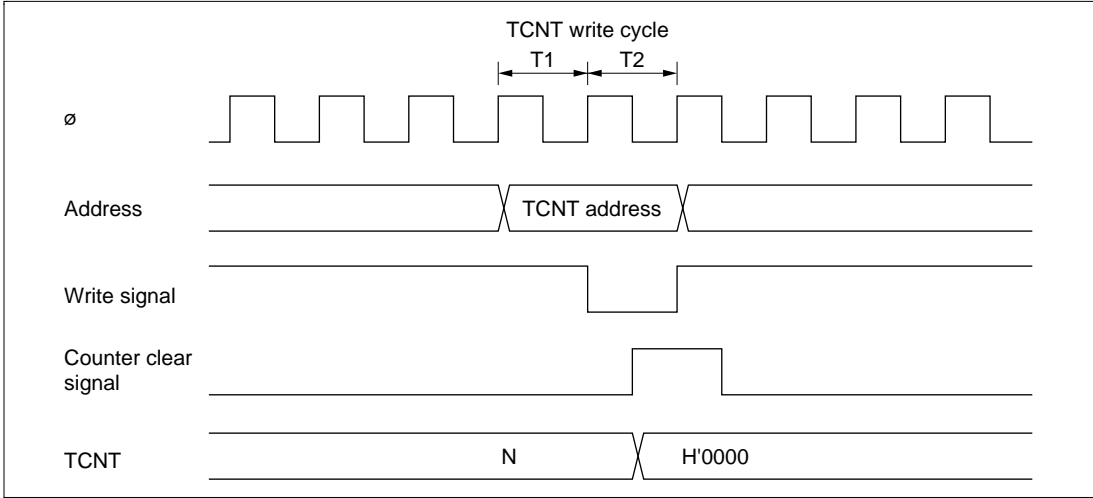 TCNT write cycle
T1 T2
ø
Address TCNT address
Write signal
Counter clear
signal
TCNT N H'0000